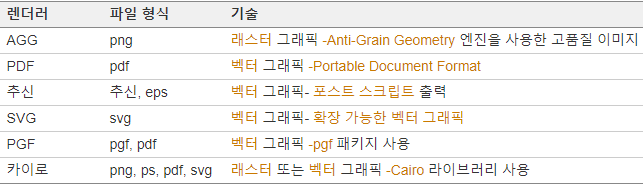 렌더러 파일 형식 기술
AGG png 래스터 그래픽 -Anti-Grain Geometry 엔진을 사용한 고품질 이미지
PDF pdf 벡터 그래픽 -Portable Document Format
추신 추신, eps 벡터 그래픽- 포스트 스크립트 출력
SVG svg 벡터 그래픽- 확장 가능한 벡터 그래픽
PGF pgf, pdf 벡터 그래픽 -pgf 패키지 사용
카이로 png, ps, pdf, svg 래스터 또는 벡터 그래픽 -Cairo 라이브러리 사용